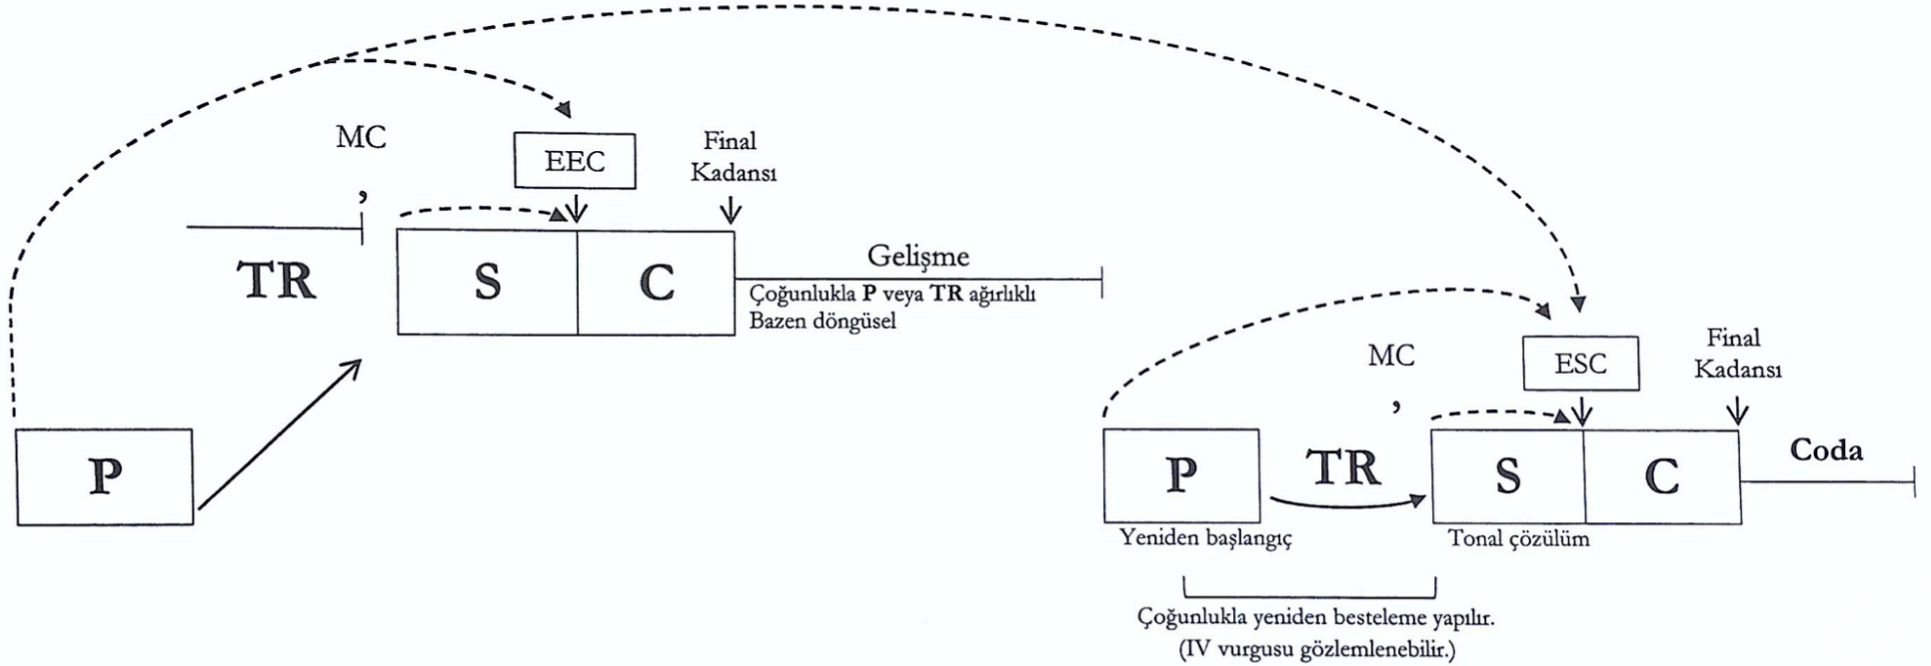 MC
,
EEC
Final
Kadansı
TR
S
C
Gelişme
Çoğunlukla P veya TR ağırlıklı
Bazen döngüsel
P
MC
,
ESC
Final
Kadansı
P
TR
S
C
Coda
Yeniden başlangıç
Tonal çözülüm
Çoğunlukla yeniden besteleme yapılır.
(IV vurgusu gözlemlenebilir.)